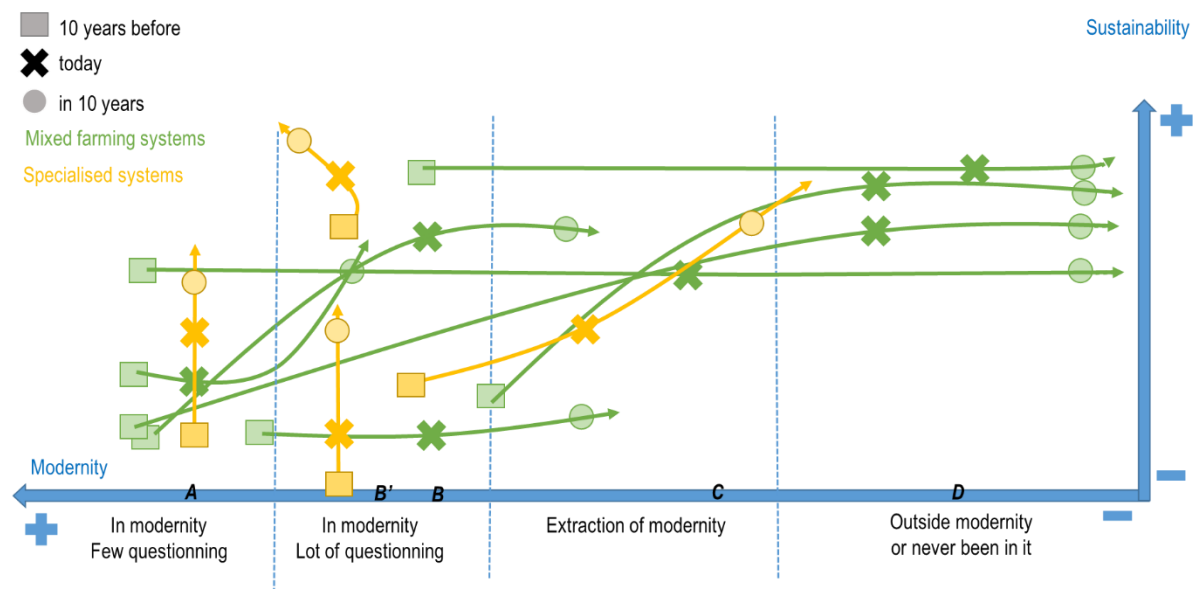 10 years before
Sustainability
today
in 10 years
Mixed farming systems
Specialised systems
Modernity
A
B'
B
C
D
In modernity
Few questionning
In modernity
Lot of questionning
Extraction of modernity
Outside modernity
or never been in it